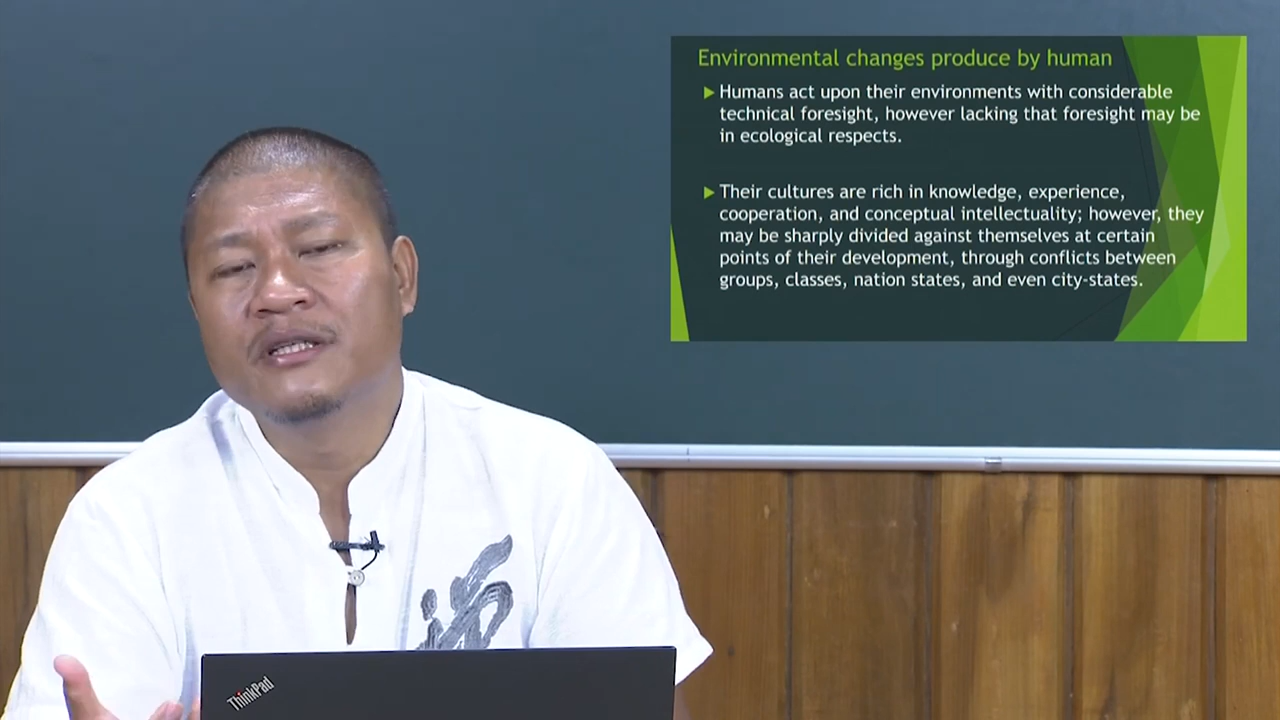 Environmental changes produce by human
Humans act upon their environments with considerable
technical foresight, however lacking that foresight may be
in ecological respects.
Their cultures are rich in knowledge, experience,
cooperation, and conceptual intellectuality; however, they
may be sharply divided against themselves at certain
points of their development, through conflicts between
groups, classes, nation states, and even city-states.
ThinkPad